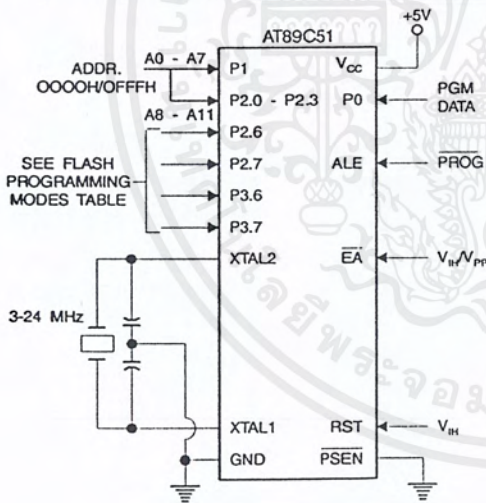 +5V
AT89C51
A0 - A7
ADDR.
OOOOH/OFFFH
P1
VCC
P2.0 - P2.3
P0
PGM
DATA
A8 - A11
P2.6
SEE FLASH
PROGRAMMING
MODES TABLE
P2.7
ALE
PROG
P3.6
P3.7
XTAL2
EA
VIH/VPP
3-24 MHz
XTAL1
RST
VIH
GND
PSEN